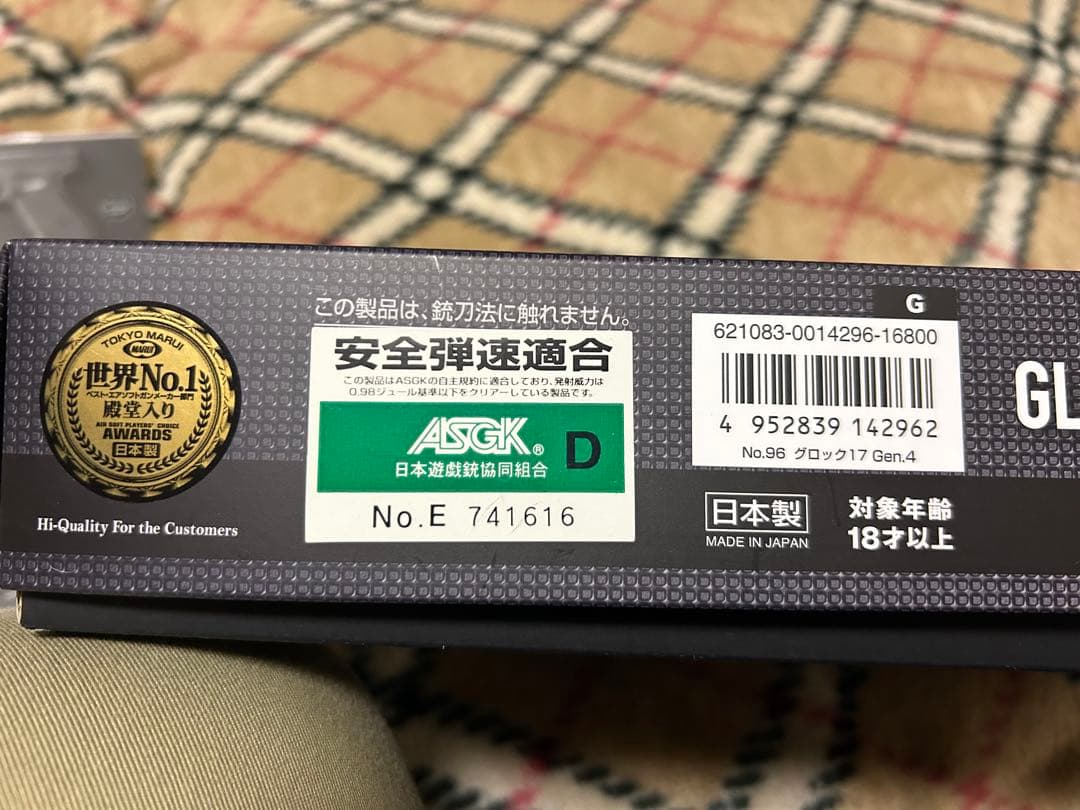 TOKYO MARUI
MARUI
世界No.1
ベスト・エアソフトガンメーカー部門
殿堂入り
AIR SOFT PLAYERS' CHOICE
AWARDS
日本製
Hi-Quality For the Customers
この製品は、銃刀法に触れません。
安全弾速適合
この製品はASGKの自主規約に適合しており、発射威力は
0.98ジュール基準以下をクリアーしている製品です。
ASGK® D
日本遊戯銃協同組合
No.E 741616
G
621083-0014296-16800
4 952839 142962
No.96 グロック17 Gen.4
日本製
MADE IN JAPAN
対象年齢
18才以上
GL